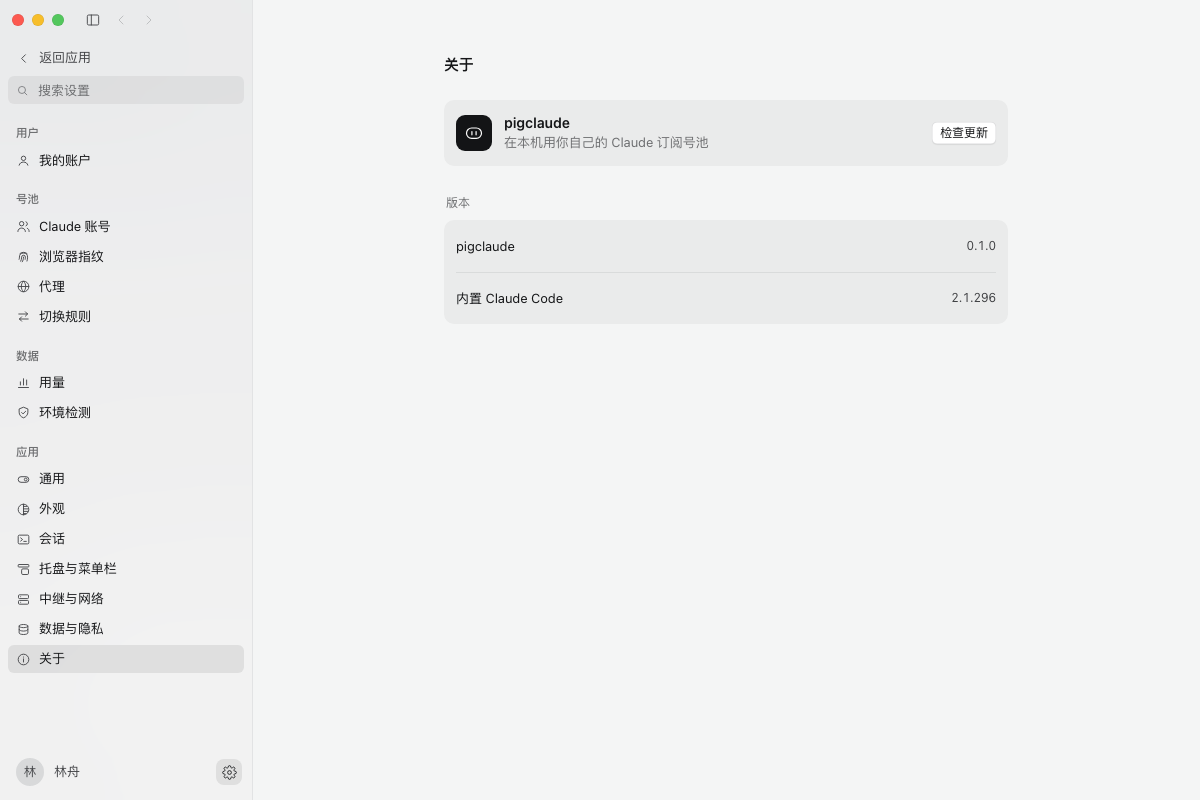 返回应用
搜索设置
用户
我的账户
号池
Claude 账号
浏览器指纹
代理
切换规则
数据
用量
环境检测
应用
通用
外观
会话
托盘与菜单栏
中继与网络
数据与隐私
关于
林 林舟
关于
pigclaude
在本机用你自己的 Claude 订阅号池
检查更新
版本
pigclaude 0.1.0
内置 Claude Code 2.1.296